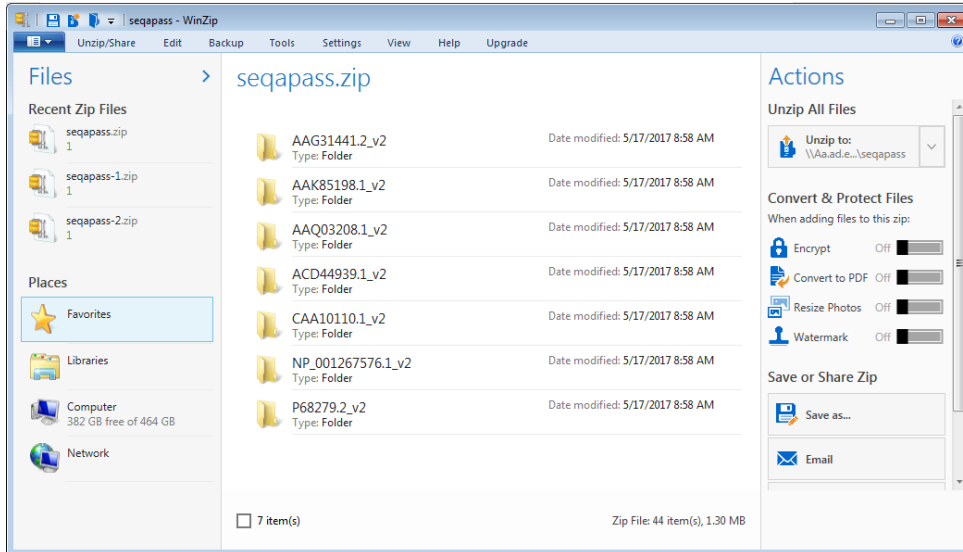 seqapass - WinZip
Unzip/Share Edit Backup Tools Settings View Help Upgrade
Files
Recent Zip Files
seqapass.zip
1
seqapass-1.zip
1
seqapass-2.zip
1
Places
Favorites
Libraries
Computer
382 GB free of 464 GB
Network
seqapass.zip
AAG31441.2_v2 Date modified: 5/17/2017 8:58 AM
Type: Folder
AAK85198.1_v2 Date modified: 5/17/2017 8:58 AM
Type: Folder
AAQ03208.1_v2 Date modified: 5/17/2017 8:58 AM
Type: Folder
ACD44939.1_v2 Date modified: 5/17/2017 8:58 AM
Type: Folder
CAA10110.1_v2 Date modified: 5/17/2017 8:58 AM
Type: Folder
NP_001267576.1_v2 Date modified: 5/17/2017 8:58 AM
Type: Folder
P68279.2_v2 Date modified: 5/17/2017 8:58 AM
Type: Folder
7 item(s) Zip File: 44 item(s), 1.30 MB
Actions
Unzip All Files
Unzip to:
\\Aa.ad.e...\seqapass
Convert & Protect Files
When adding files to this zip:
Encrypt Off
Convert to PDF Off
Resize Photos Off
Watermark Off
Save or Share Zip
Save as...
Email